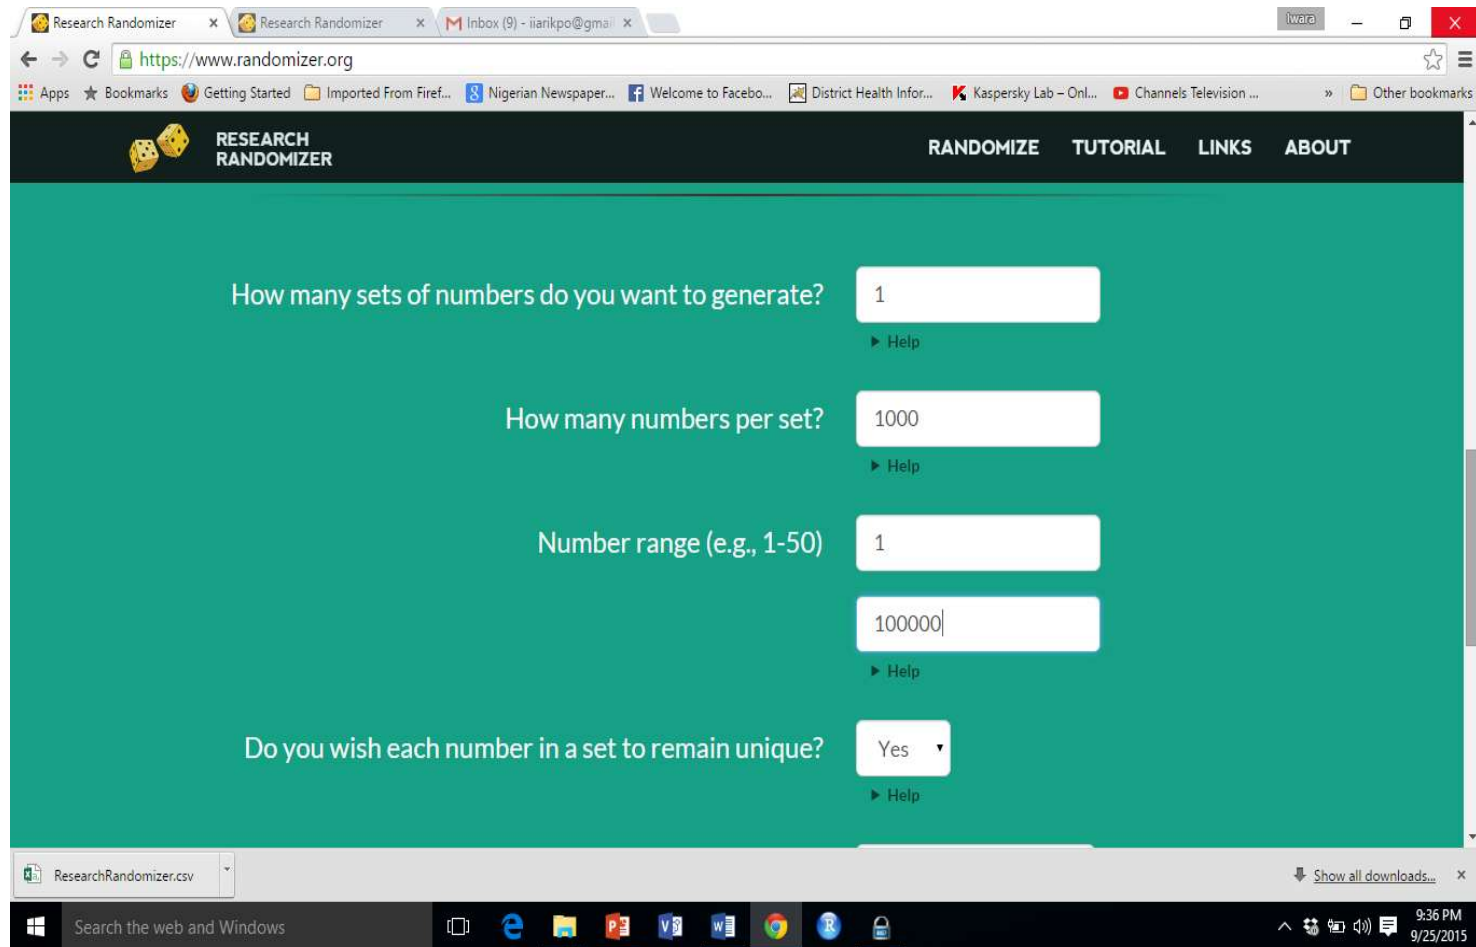 Research Randomizer
Research Randomizer
Inbox (9) - iiarikpo@gmai
Iwara
https://www.randomizer.org
Apps
Bookmarks
Getting Started
Imported From Firef...
Nigerian Newspaper...
Welcome to Facebo...
District Health Infor...
Kaspersky Lab – Onl...
Channels Television ...
»
Other bookmarks
RESEARCH
RANDOMIZER
RANDOMIZE
TUTORIAL
LINKS
ABOUT
How many sets of numbers do you want to generate?
1
Help
How many numbers per set?
1000
Help
Number range (e.g., 1-50)
1
100000
Help
Do you wish each number in a set to remain unique?
Yes
Help
ResearchRandomizer.csv
Show all downloads...
Search the web and Windows
9:36 PM
9/25/2015